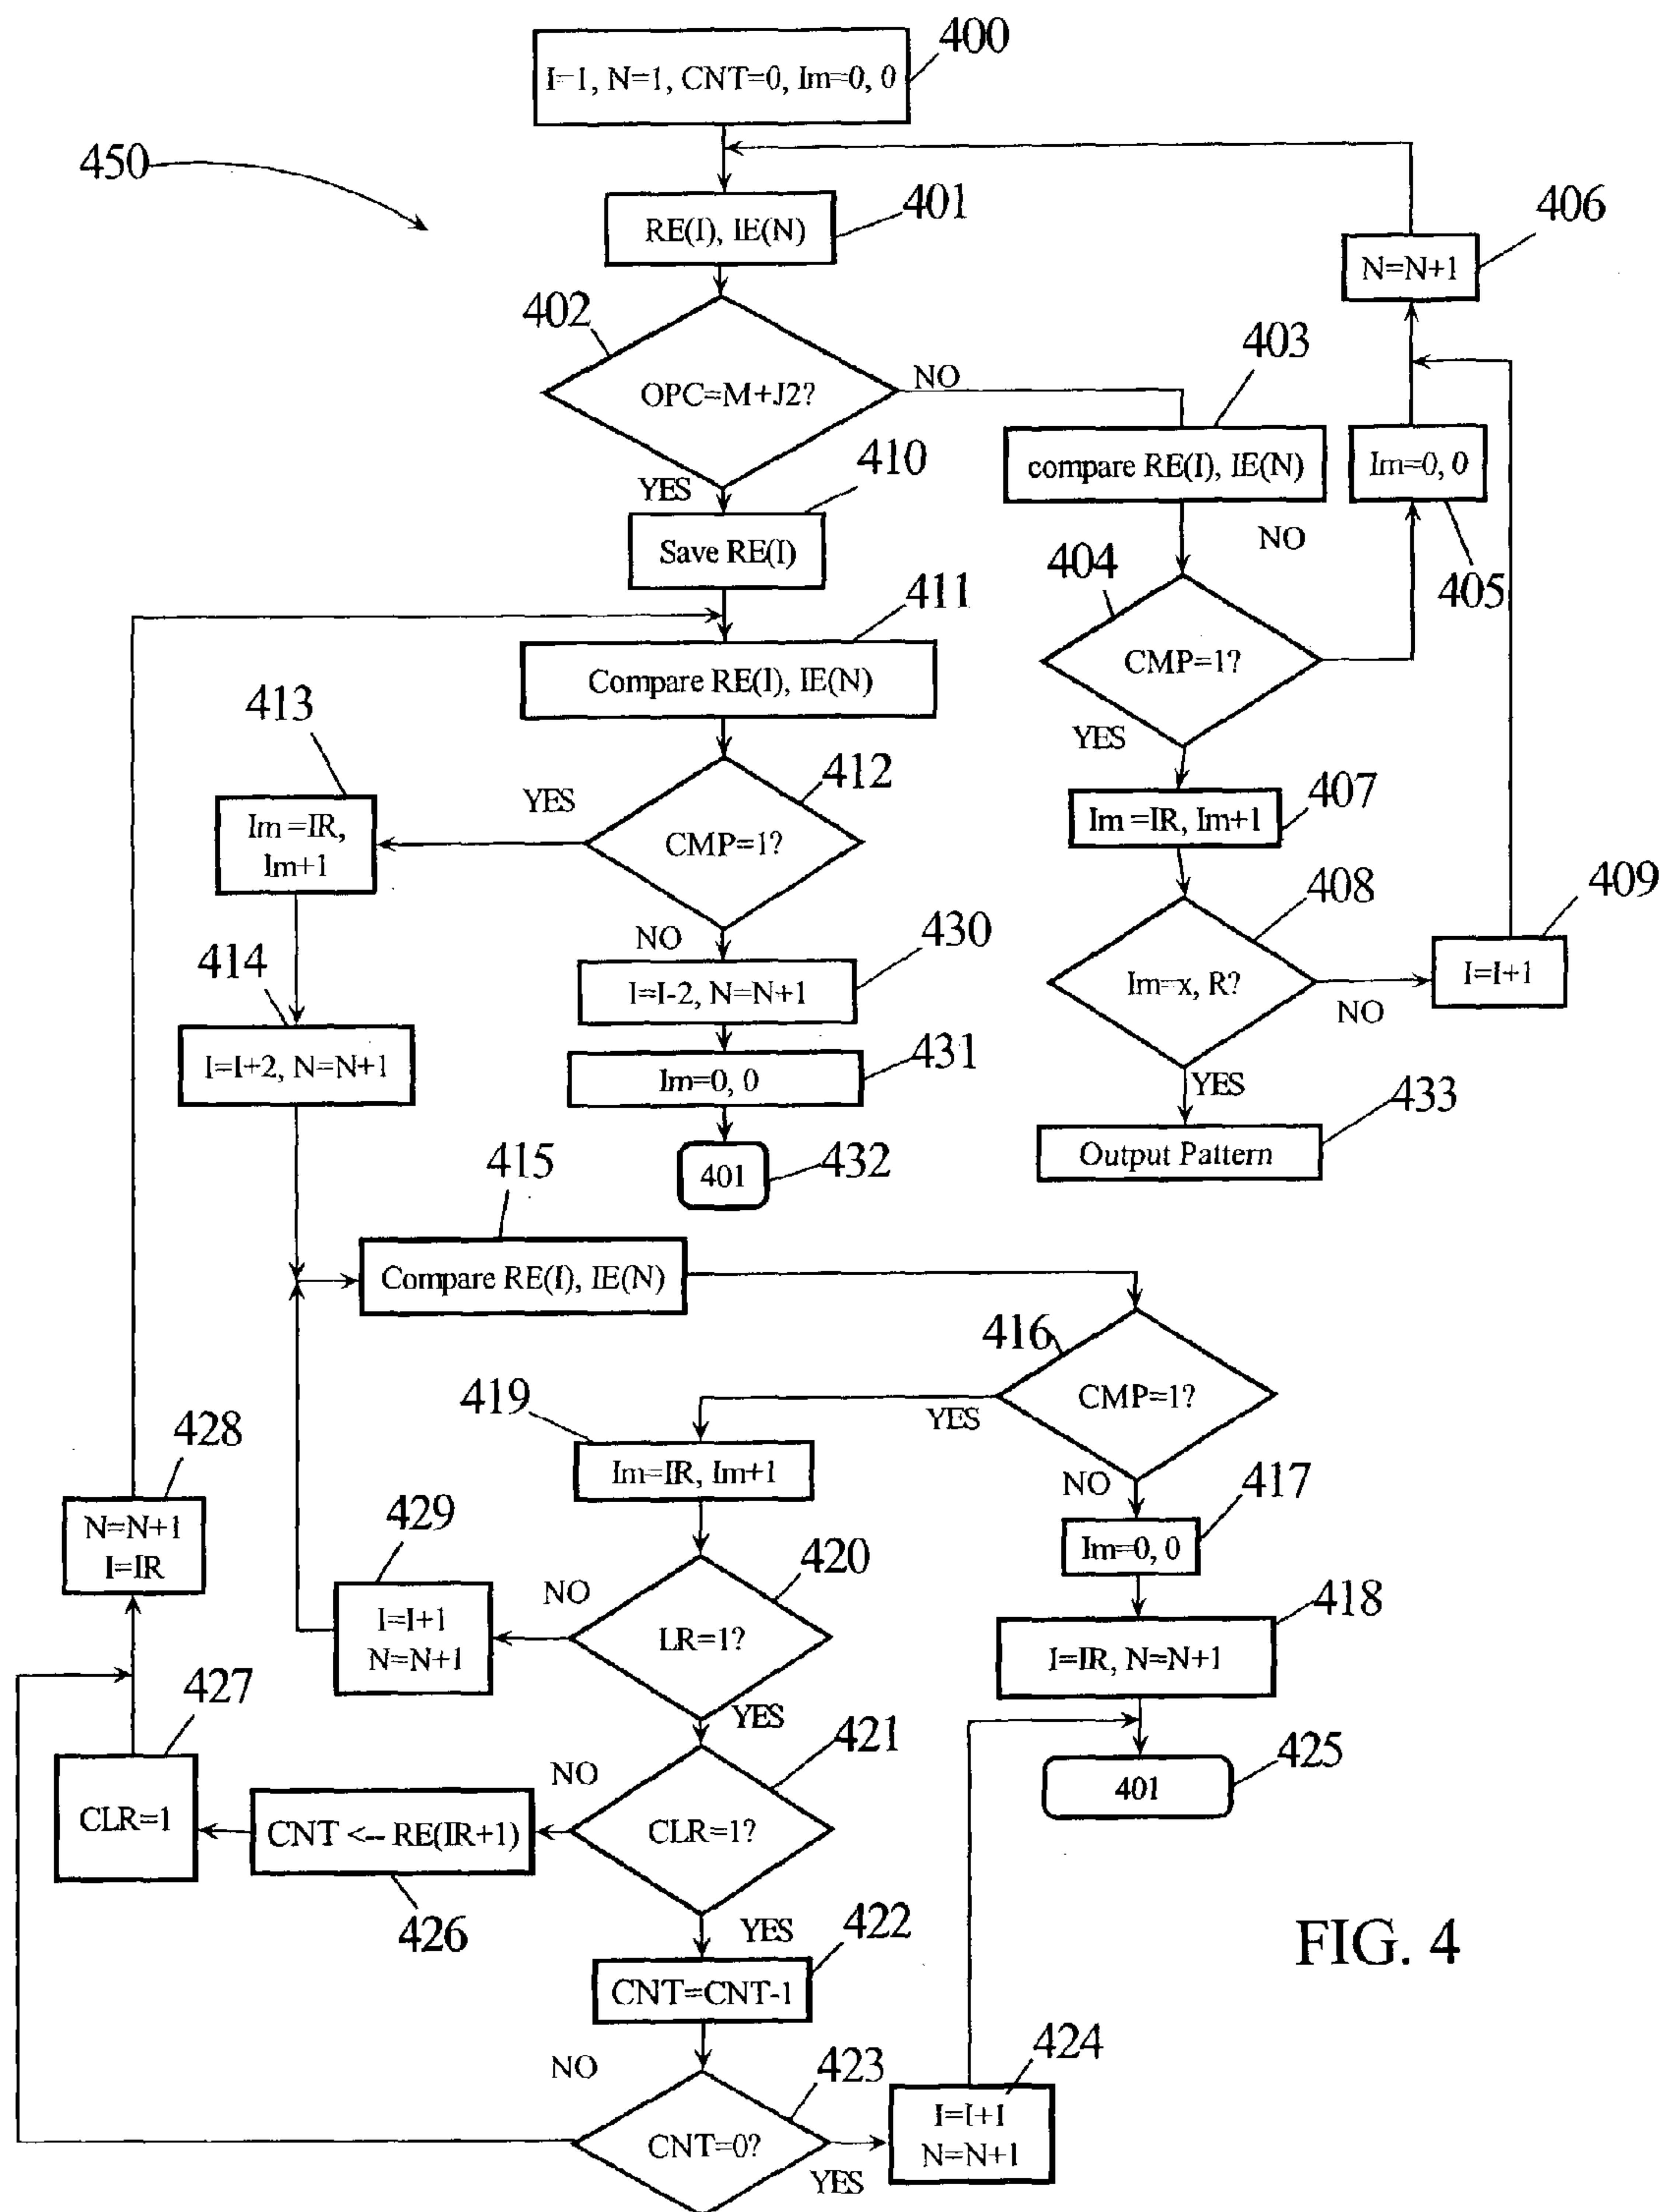 400
I=1, N=1, CNT=0, Im=0, 0
450
401
RE(I), IE(N)
406
N=N+1
402
OPC=M+J2?
NO
403
compare RE(I), IE(N)
Im=0, 0
405
YES
410
Save RE(I)
NO
404
CMP=1?
411
Compare RE(I), IE(N)
YES
413
Im =IR,
Im+1
YES
412
CMP=1?
407
Im =IR, Im+1
408
Im=x, R?
NO
409
I=I+1
NO
430
I=I-2, N=N+1
414
I=I+2, N=N+1
431
Im=0, 0
YES
433
Output Pattern
401
432
415
Compare RE(I), IE(N)
416
CMP=1?
YES
419
Im=IR, Im+1
NO
417
Im=0, 0
428
N=N+1
I=IR
429
I=I+1
N=N+1
NO
420
LR=1?
418
I=IR, N=N+1
YES
427
CLR=1
426
CNT <-- RE(IR+1)
NO
421
CLR=1?
401
425
YES
422
CNT=CNT-1
FIG. 4
NO
423
CNT=0?
YES
424
I=I+I
N=N+1